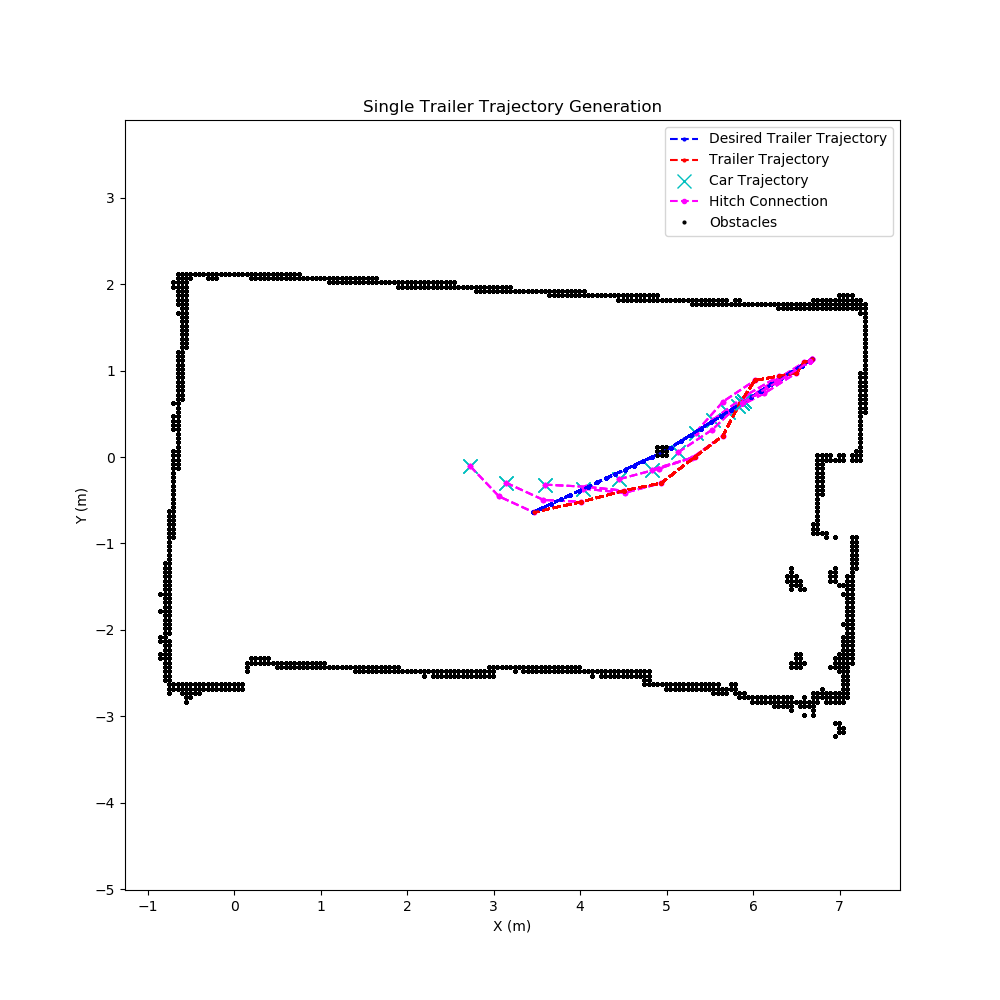 Single Trailer Trajectory Generation
Desired Trailer Trajectory
Trailer Trajectory
Car Trajectory
Hitch Connection
Obstacles
3
2
1
0
−1
−2
−3
−4
−5
Y (m)
−1 0 1 2 3 4 5 6 7
X (m)